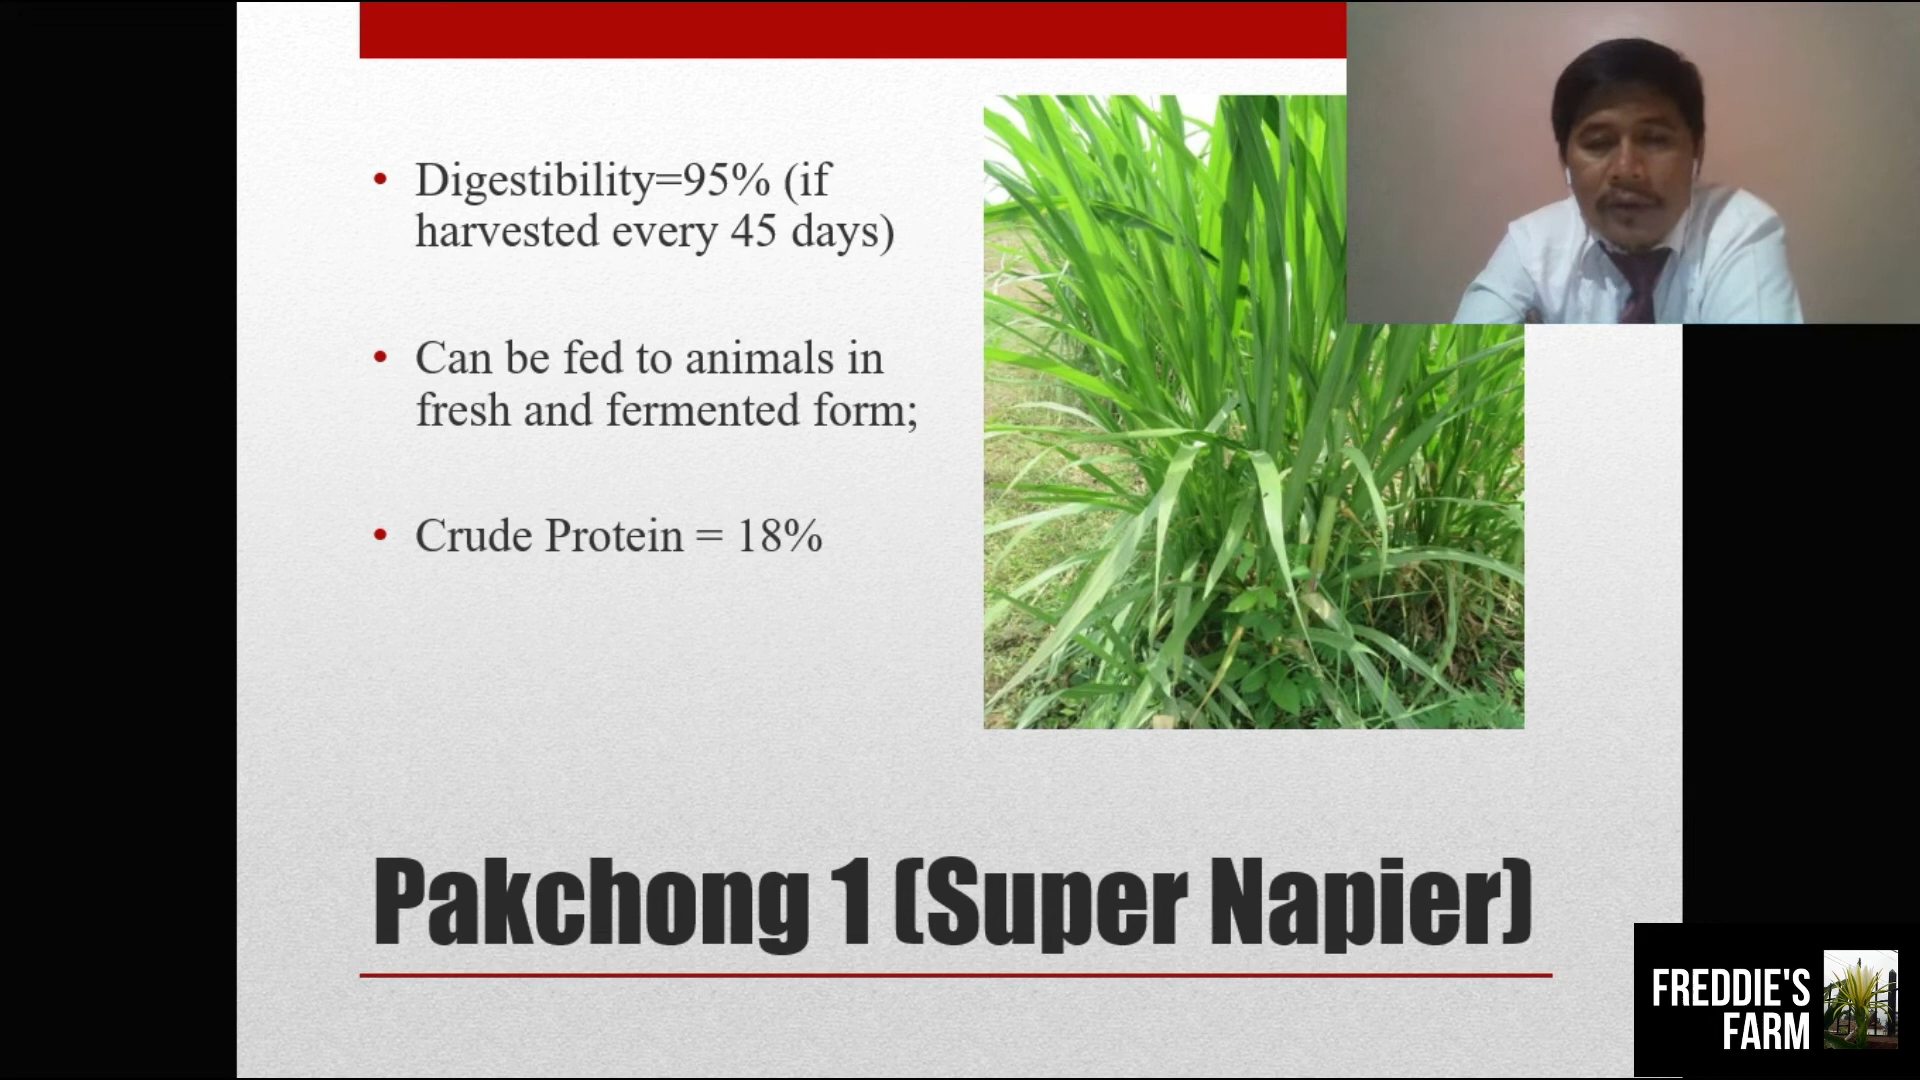 Digestibility=95% (if
harvested every 45 days)
Can be fed to animals in
fresh and fermented form;
Crude Protein = 18%
Pakchong 1 (Super Napier)
FREDDIE'S
FARM